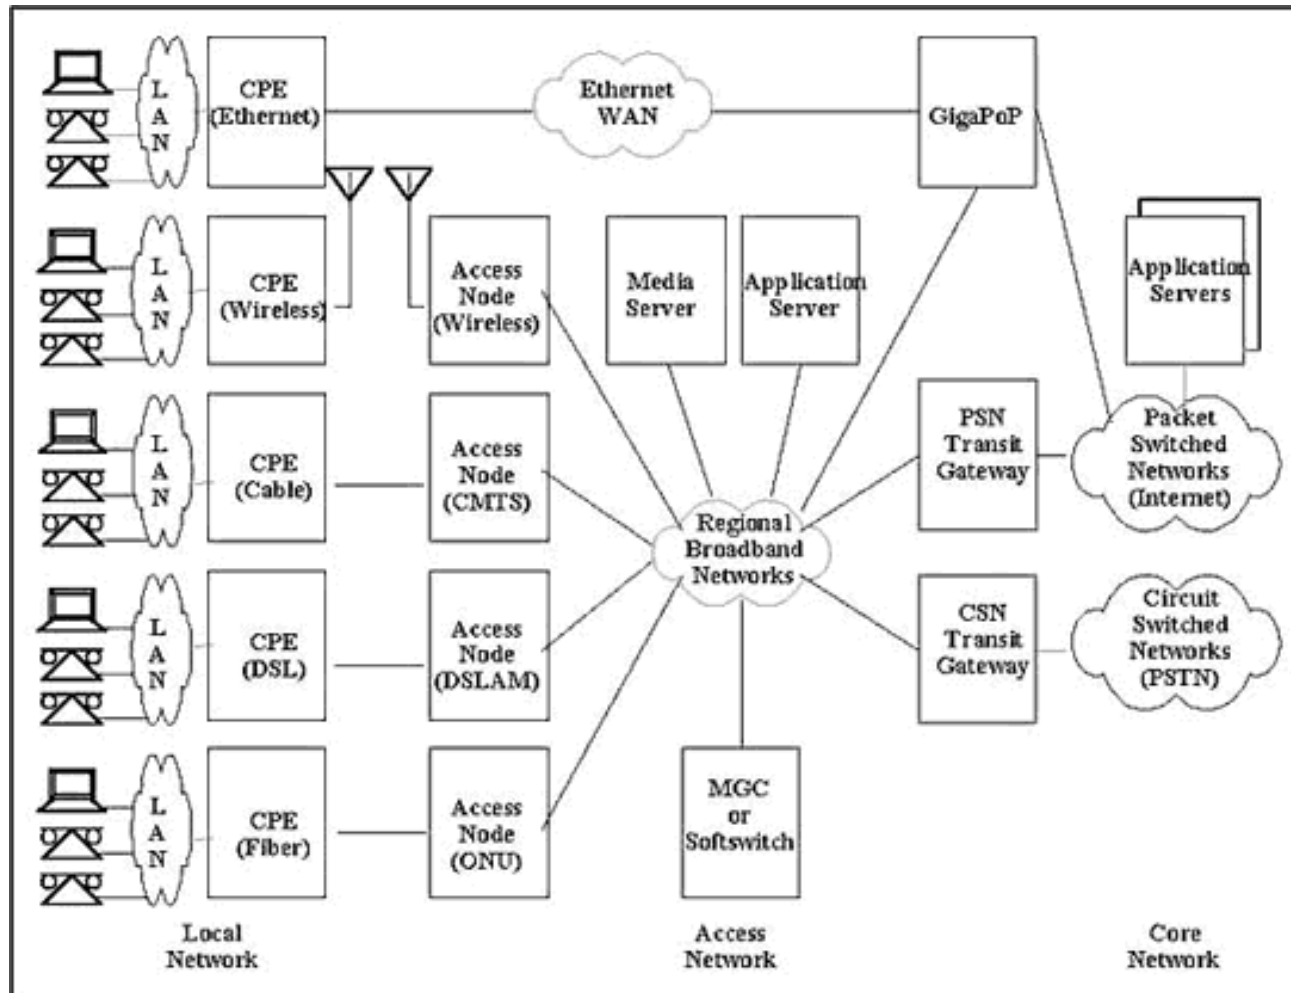 L
A
N
CPE
(Ethernet)
Ethernet
WAN
GigaPoP
L
A
N
CPE
(Wireless)
Access
Node
(Wireless)
Media
Server
Application
Server
Application
Servers
L
A
N
CPE
(Cable)
Access
Node
(CMTS)
PSN
Transit
Gateway
Packet
Switched
Networks
(Internet)
Regional
Broadband
Networks
L
A
N
CPE
(DSL)
Access
Node
(DSLAM)
CSN
Transit
Gateway
Circuit
Switched
Networks
(PSTN)
L
A
N
CPE
(Fiber)
Access
Node
(ONU)
MGC
or
Softswitch
Local
Network
Access
Network
Core
Network